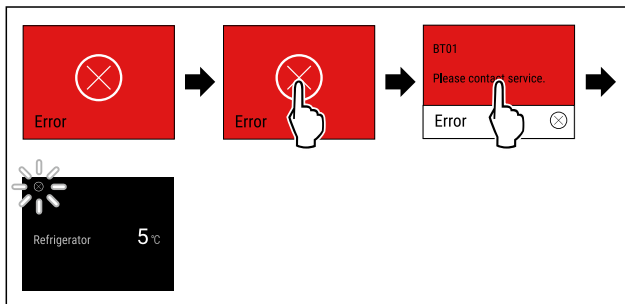 Error
Error
BT01
Please contact service.
Error
Refrigerator 5 °C